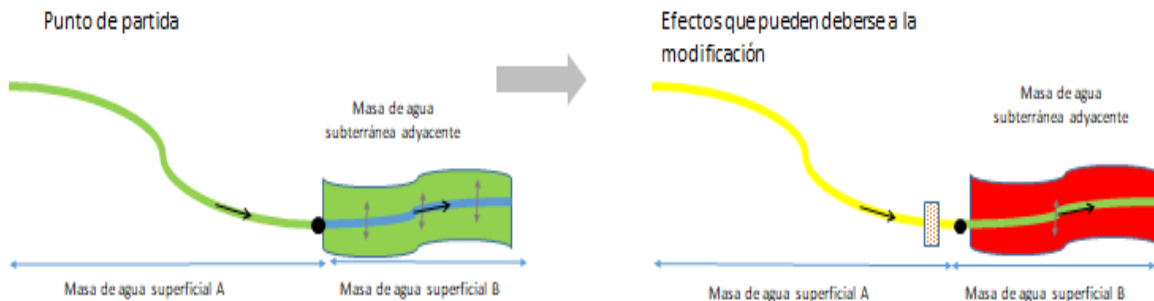 Punto de partida
Masa de agua
subterránea adyacente
Masa de agua superficial A
Masa de agua superficial B
Efectos que pueden deberse a la
modificación
Masa de agua
subterránea adyacente
Masa de agua superficial A
Masa de agua superficial B